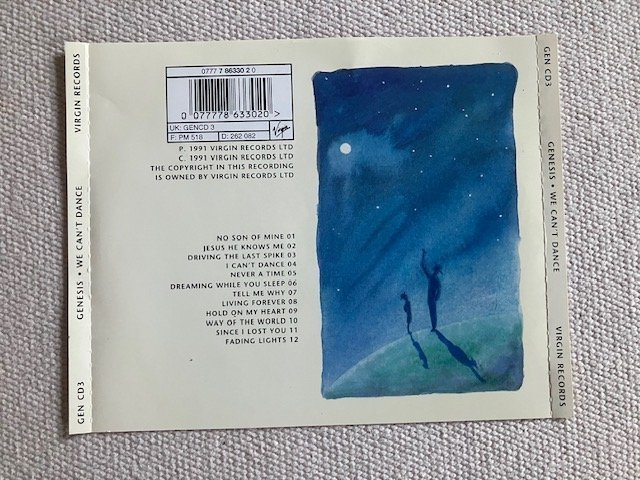 VIRGIN RECORDS
GENESIS • WE CAN'T DANCE
GEN CD3
0777 7 86330 2 0
0 077778 633020 >
UK: GENCD 3
F: PM 518 D: 262 082
Virgin
P. 1991 VIRGIN RECORDS LTD
C. 1991 VIRGIN RECORDS LTD
THE COPYRIGHT IN THIS RECORDING
IS OWNED BY VIRGIN RECORDS LTD
NO SON OF MINE 01
JESUS HE KNOWS ME 02
DRIVING THE LAST SPIKE 03
I CAN'T DANCE 04
NEVER A TIME 05
DREAMING WHILE YOU SLEEP 06
TELL ME WHY 07
LIVING FOREVER 08
HOLD ON MY HEART 09
WAY OF THE WORLD 10
SINCE I LOST YOU 11
FADING LIGHTS 12
GEN CD3
GENESIS • WE CAN'T DANCE
VIRGIN RECORDS